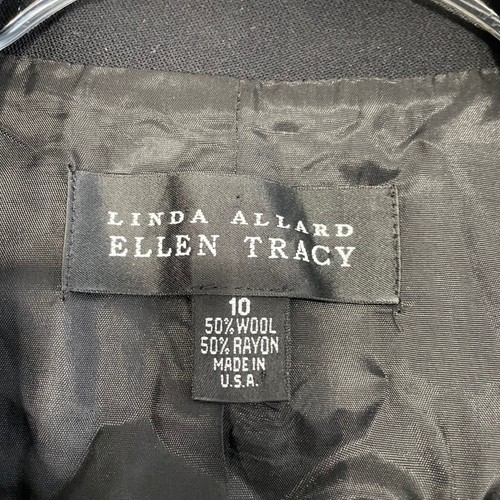 LINDA ALLARD
ELLEN TRACY
10
50% WOOL
50% RAYON
MADE IN
U.S.A.